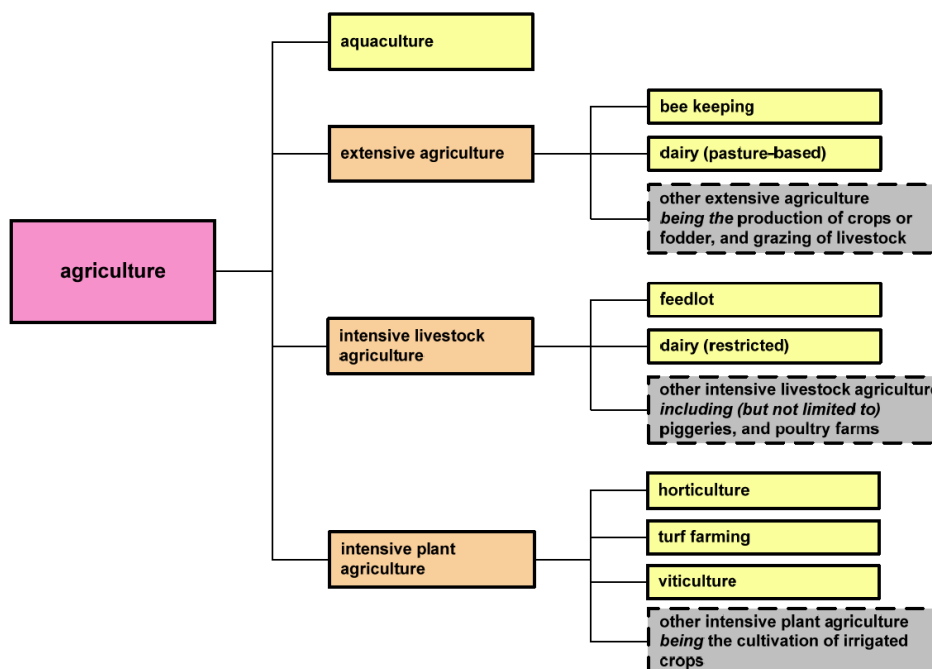 agriculture
aquaculture
extensive agriculture
bee keeping
dairy (pasture-based)
other extensive agriculture
being the production of crops or
fodder, and grazing of livestock
intensive livestock
agriculture
feedlot
dairy (restricted)
other intensive livestock agriculture
including (but not limited to)
piggeries, and poultry farms
intensive plant
agriculture
horticulture
turf farming
viticulture
other intensive plant agriculture
being the cultivation of irrigated
crops